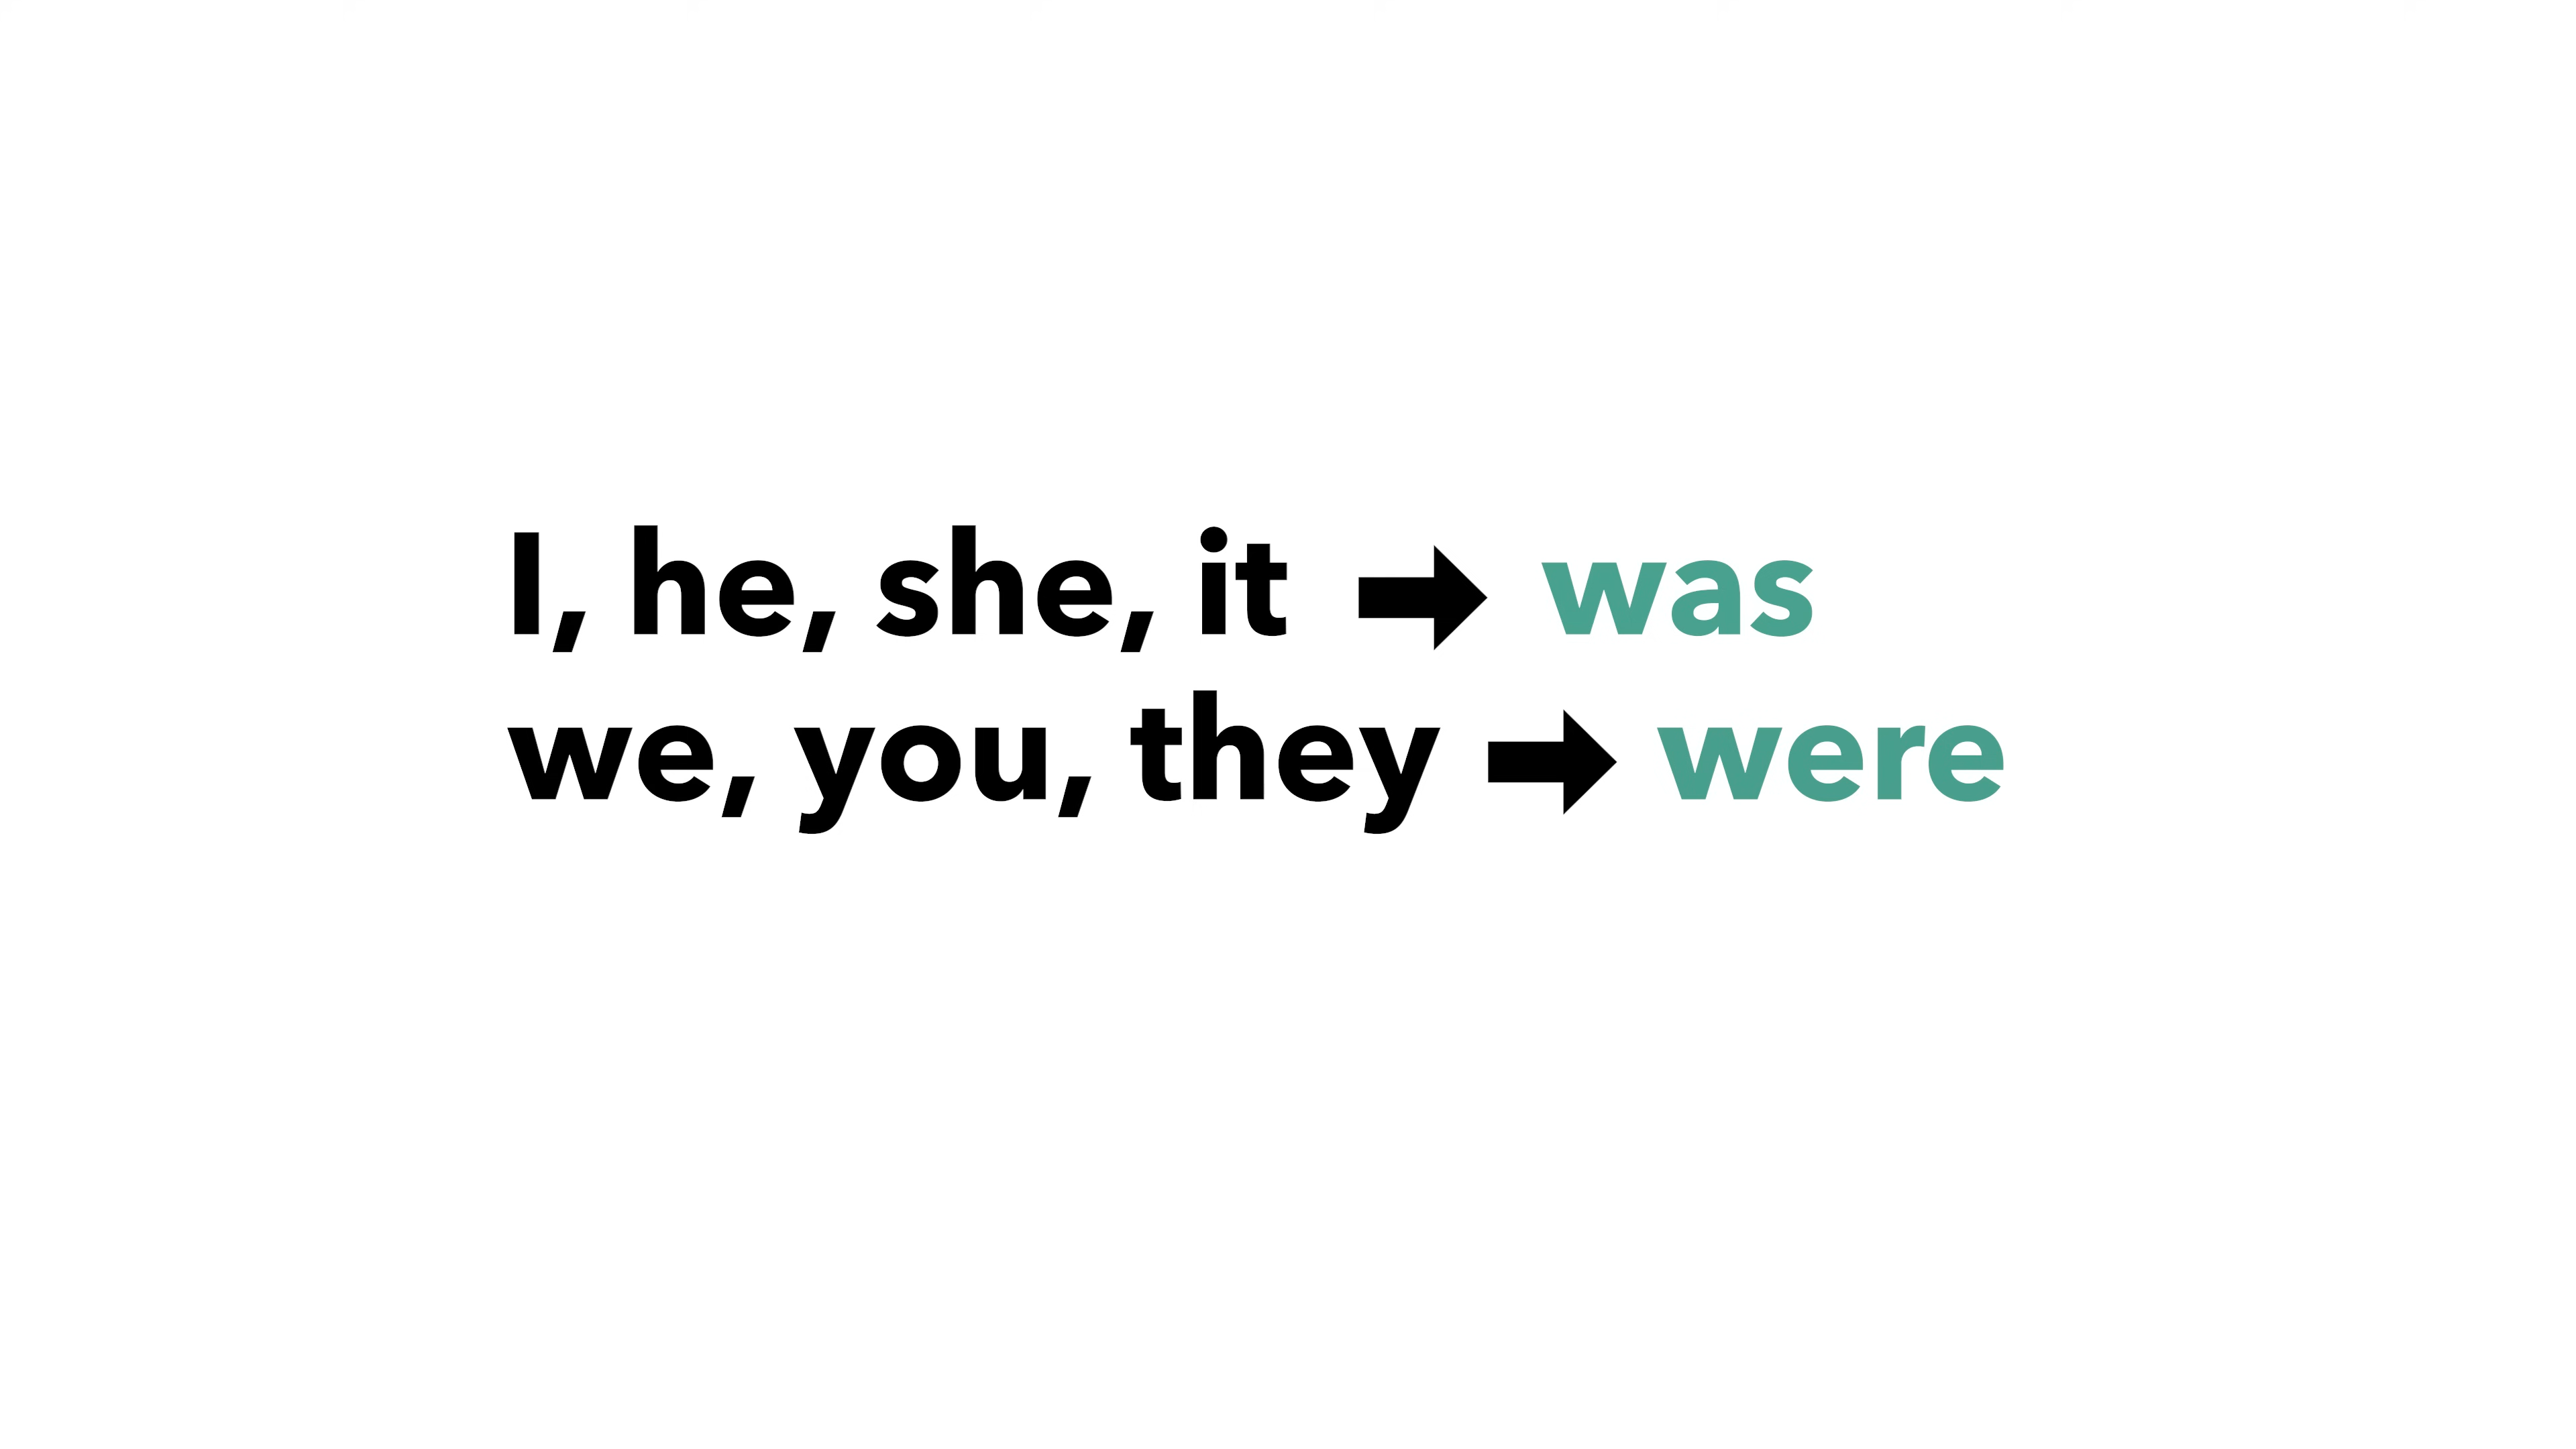 I, he, she, it ➡ was
we, you, they ➡ were